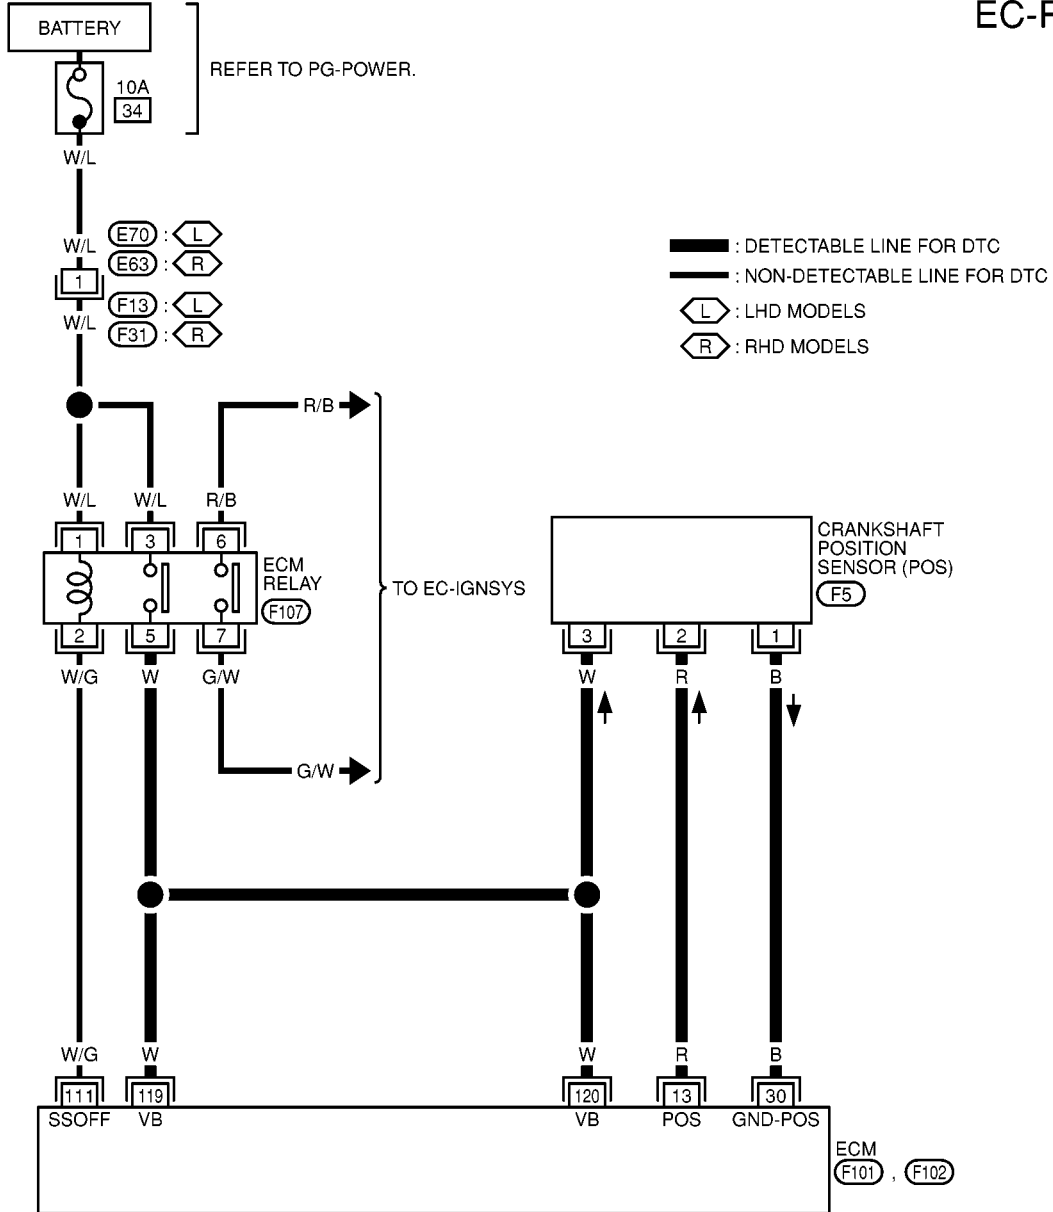 EC-P
BATTERY
REFER TO PG-POWER.
10A
34
W/L
W/L
E70 : L
E63 : R
1
F13 : L
W/L
F31 : R
: DETECTABLE LINE FOR DTC
: NON-DETECTABLE LINE FOR DTC
L : LHD MODELS
R : RHD MODELS
R/B
W/L W/L R/B
1 3 6
ECM
RELAY
F107
2 5 7
W/G W G/W
TO EC-IGNSYS
G/W
CRANKSHAFT
POSITION
SENSOR (POS)
F5
3 2 1
W R B
W/G W W R B
111 119 120 13 30
SSOFF VB VB POS GND-POS
ECM
F101 , F102